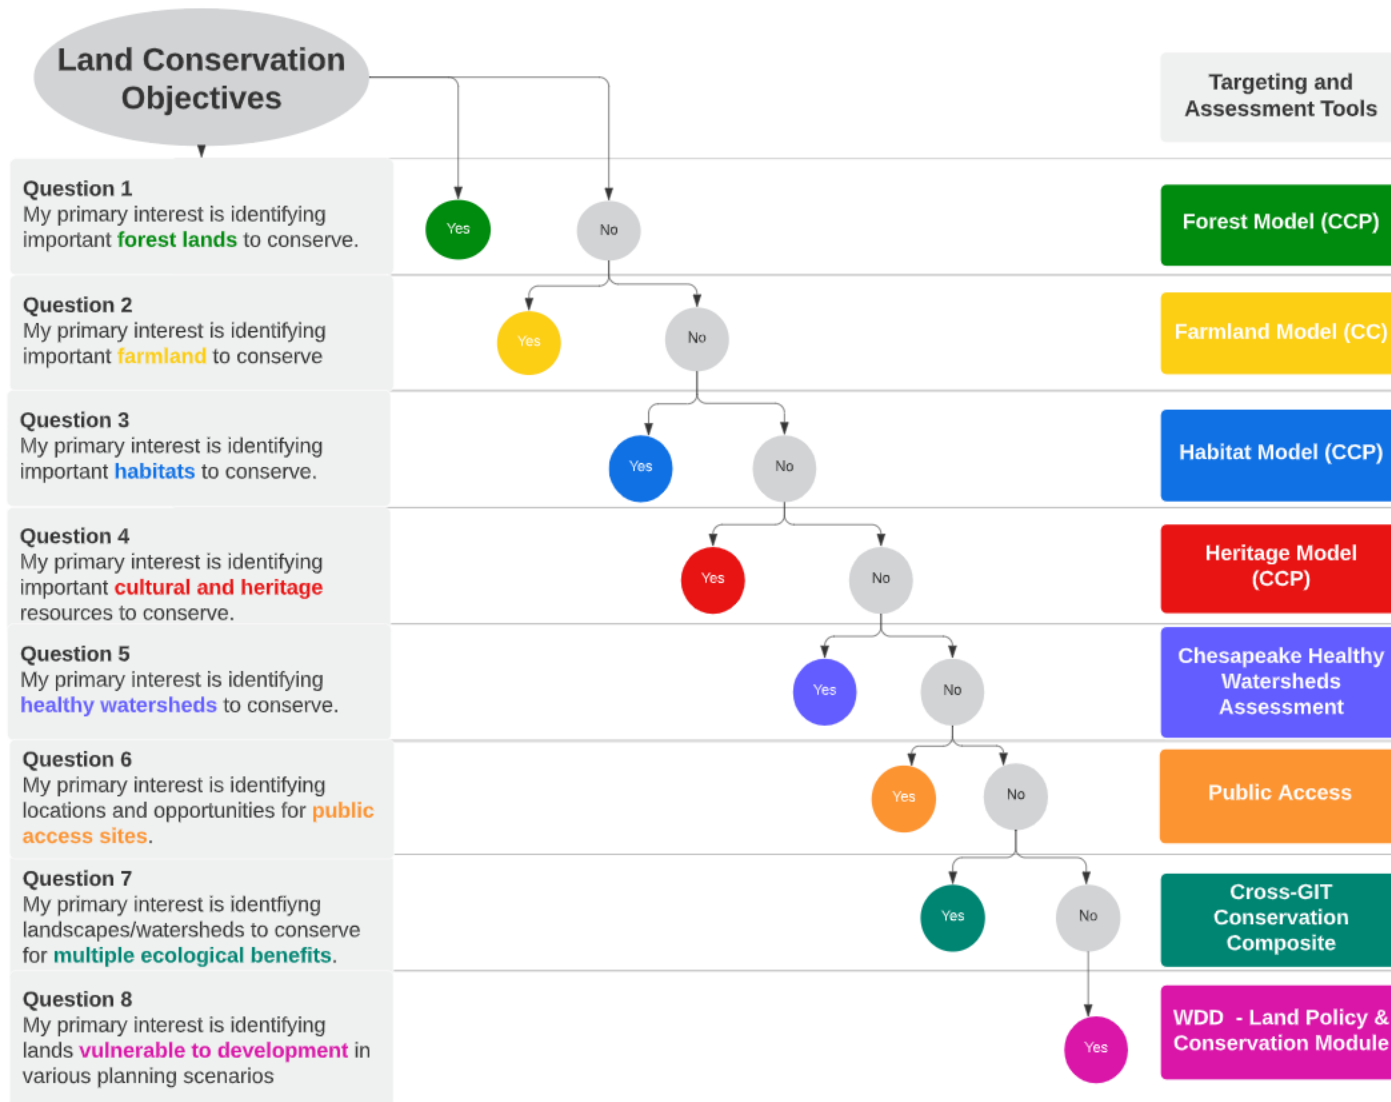 Land Conservation
Objectives
Targeting and
Assessment Tools
Question 1
My primary interest is identifying
important forest lands to conserve.
Yes
No
Forest Model (CCP)
Question 2
My primary interest is identifying
important farmland to conserve
Yes
No
Farmland Model (CC)
Question 3
My primary interest is identifying
important habitats to conserve.
Yes
No
Habitat Model (CCP)
Question 4
My primary interest is identifying
important cultural and heritage
resources to conserve.
Yes
No
Heritage Model
(CCP)
Question 5
My primary interest is identifying
healthy watersheds to conserve.
Yes
No
Chesapeake Healthy
Watersheds
Assessment
Question 6
My primary interest is identifying
locations and opportunities for public
access sites.
Yes
No
Public Access
Question 7
My primary interest is identfiyng
landscapes/watersheds to conserve
for multiple ecological benefits.
Yes
No
Cross-GIT
Conservation
Composite
Question 8
My primary interest is identifying
lands vulnerable to development in
various planning scenarios
Yes
WDD - Land Policy &
Conservation Module